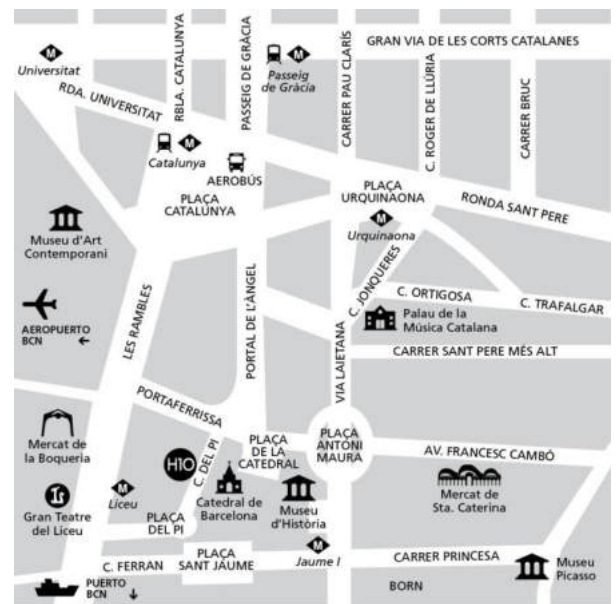 GRAN VIA DE LES CORTS CATALANES
M
Universitat
RBLA. CATALUNYA
PASSEIG DE GRÀCIA
M
Passeig
de Gràcia
CARRER PAU CLARÍS
C. ROGER DE LLÚRIA
CARRER BRUC
RDA. UNIVERSITAT
M
Catalunya
AEROBÚS
PLAÇA
CATALUNYA
PLAÇA
URQUINAONA
RONDA SANT PERE
M
Urquinaona
Museu d'Art
Contemporani
C. JONQUERES
C. ORTIGOSA
C. TRAFALGAR
AEROPUERTO
BCN ←
LES RAMBLES
PORTAL DE L'ÀNGEL
Palau de la
Música Catalana
VIA LAIETANA
CARRER SANT PERE MÉS ALT
PORTAFERRISSA
Mercat de
la Boqueria
H10
C. DEL PI
PLAÇA
DE LA
CATEDRAL
PLAÇA
ANTONI
MAURA
AV. FRANCESC CAMBÓ
Gran Teatre
del Liceu
M
Liceu
Catedral de
Barcelona
Museu
d'Història
Mercat de
Sta. Caterina
PLAÇA
DEL PI
C. FERRAN
PLAÇA
SANT JAUME
M
Jaume I
CARRER PRINCESA
Museu
Picasso
PUERTO
BCN ↓
BORN